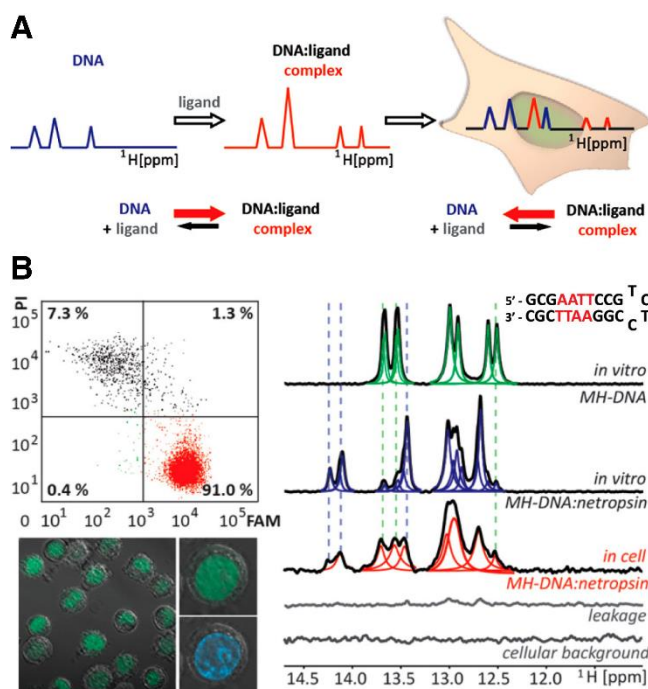 A
DNA
DNA:ligand
complex
ligand
¹H[ppm]
¹H[ppm]
¹H[ppm]
DNA
+ ligand
DNA:ligand
complex
DNA
+ ligand
DNA:ligand
complex
B
PI
7.3 %
1.3 %
10⁵
10⁴
10³
10²
10¹
0.4 %
91.0 %
0 10¹ 10² 10³ 10⁴ 10⁵ FAM
5' - GCGAATTCCG T C
3' - CGCTTAAGGC C T
in vitro
MH-DNA
in vitro
MH-DNA:netropsin
in cell
MH-DNA:netropsin
leakage
cellular background
14.5 14.0 13.5 13.0 12.5 12.0 ¹H [ppm]